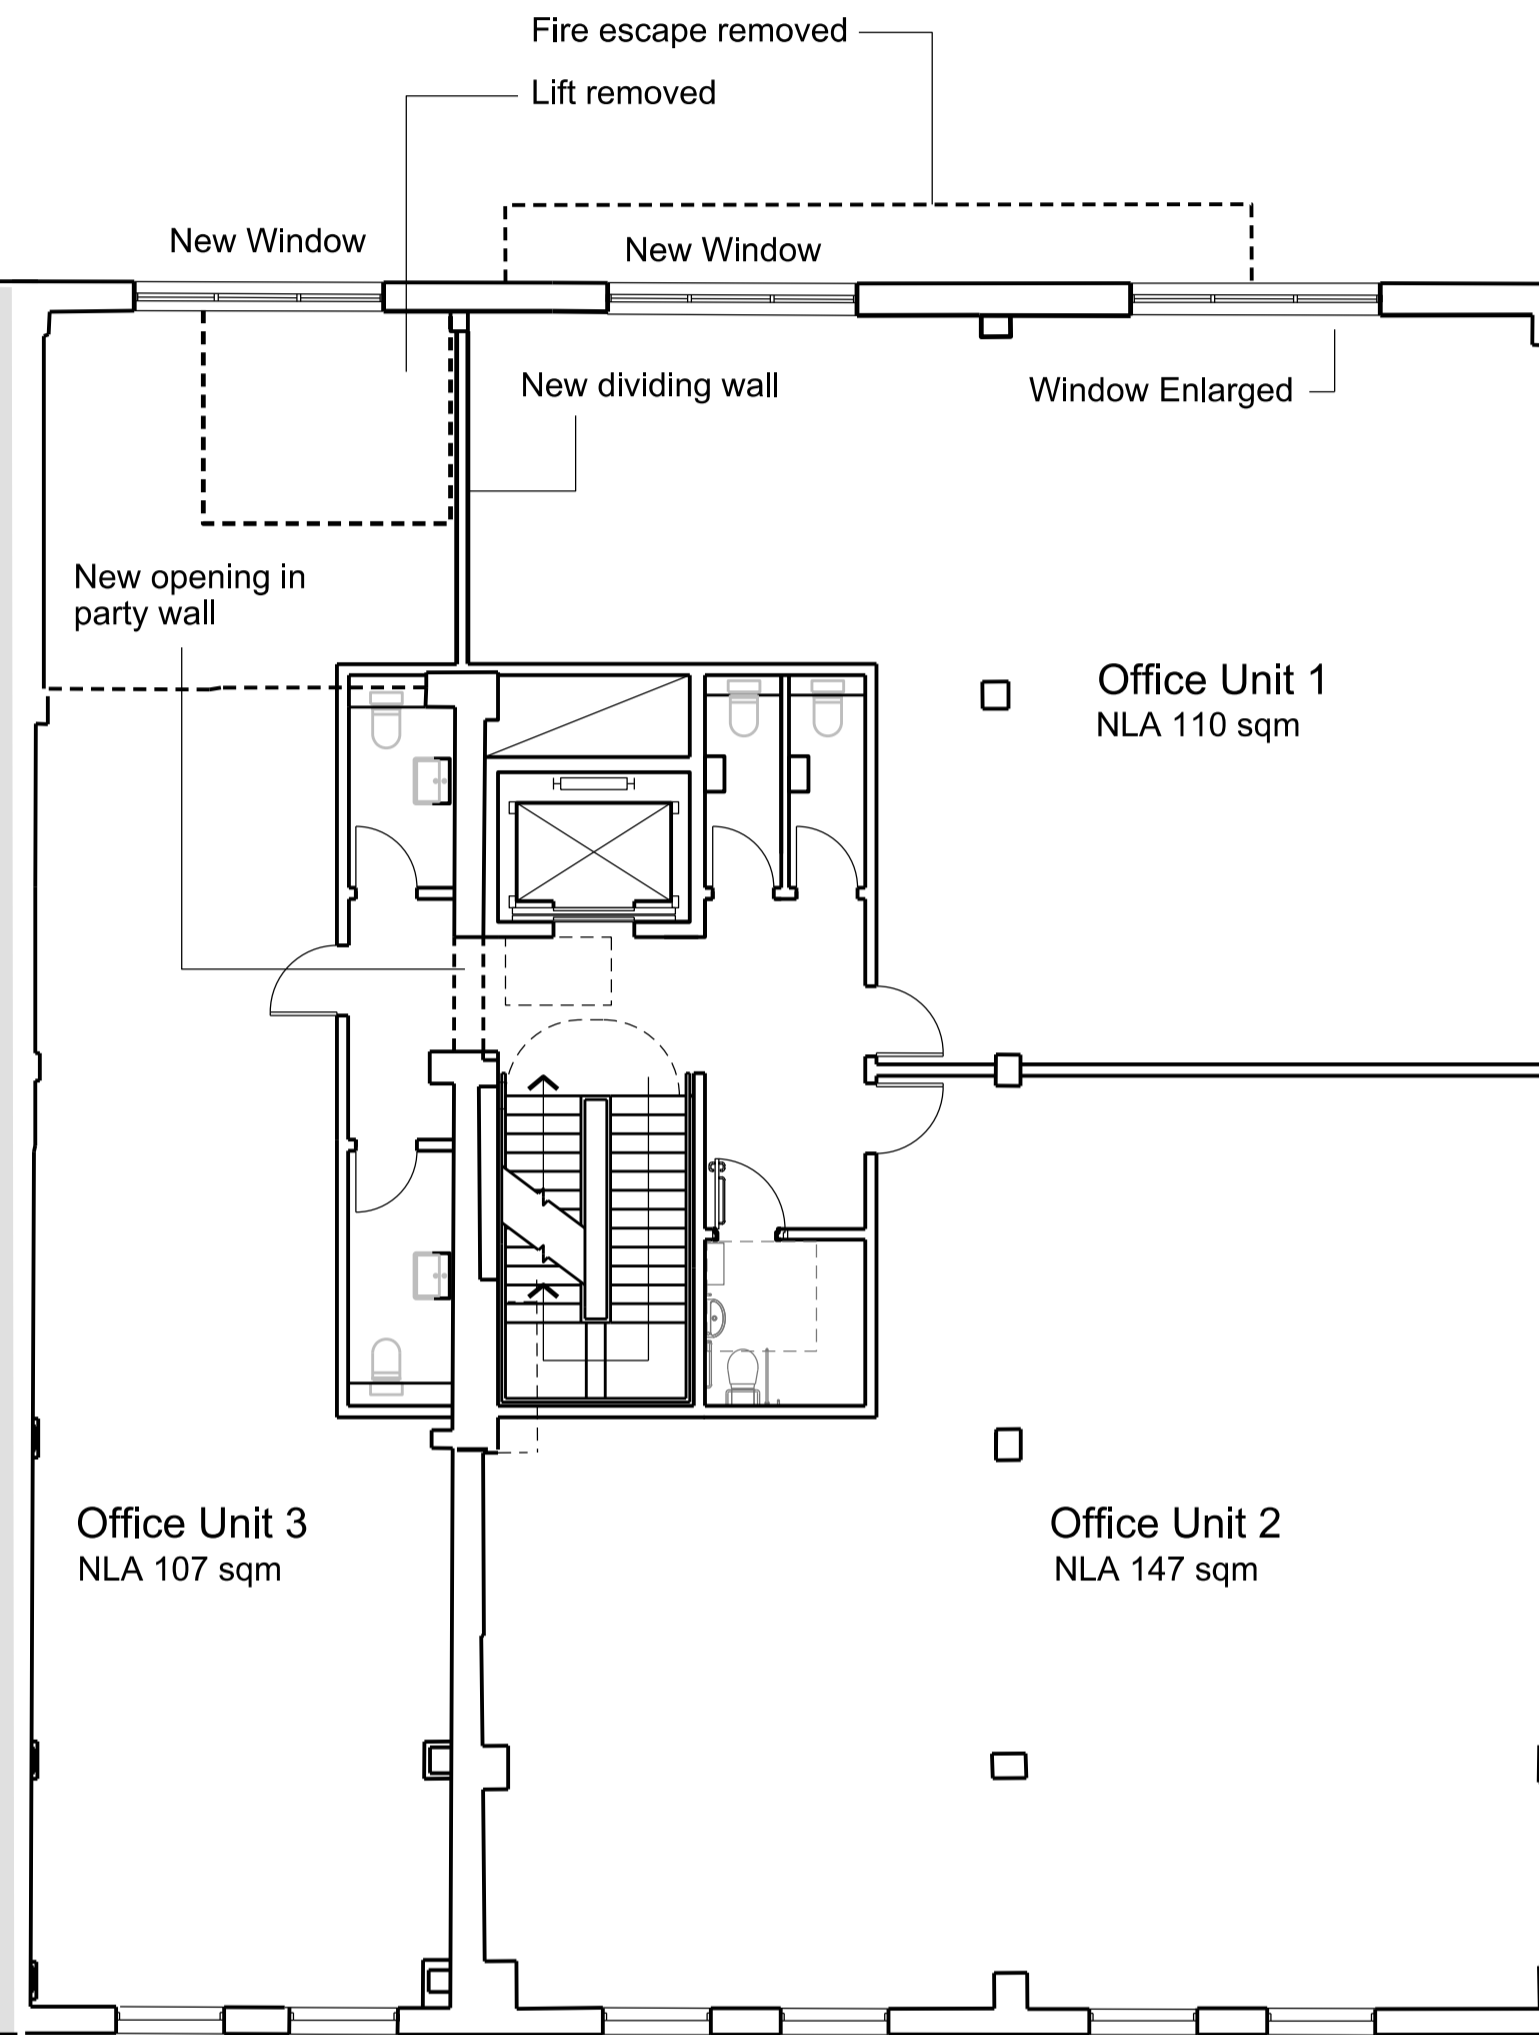 Fire escape removed
Lift removed
New Window
New Window
New dividing wall
Window Enlarged
New opening in
party wall
Office Unit 1
NLA 110 sqm
Office Unit 3
NLA 107 sqm
Office Unit 2
NLA 147 sqm